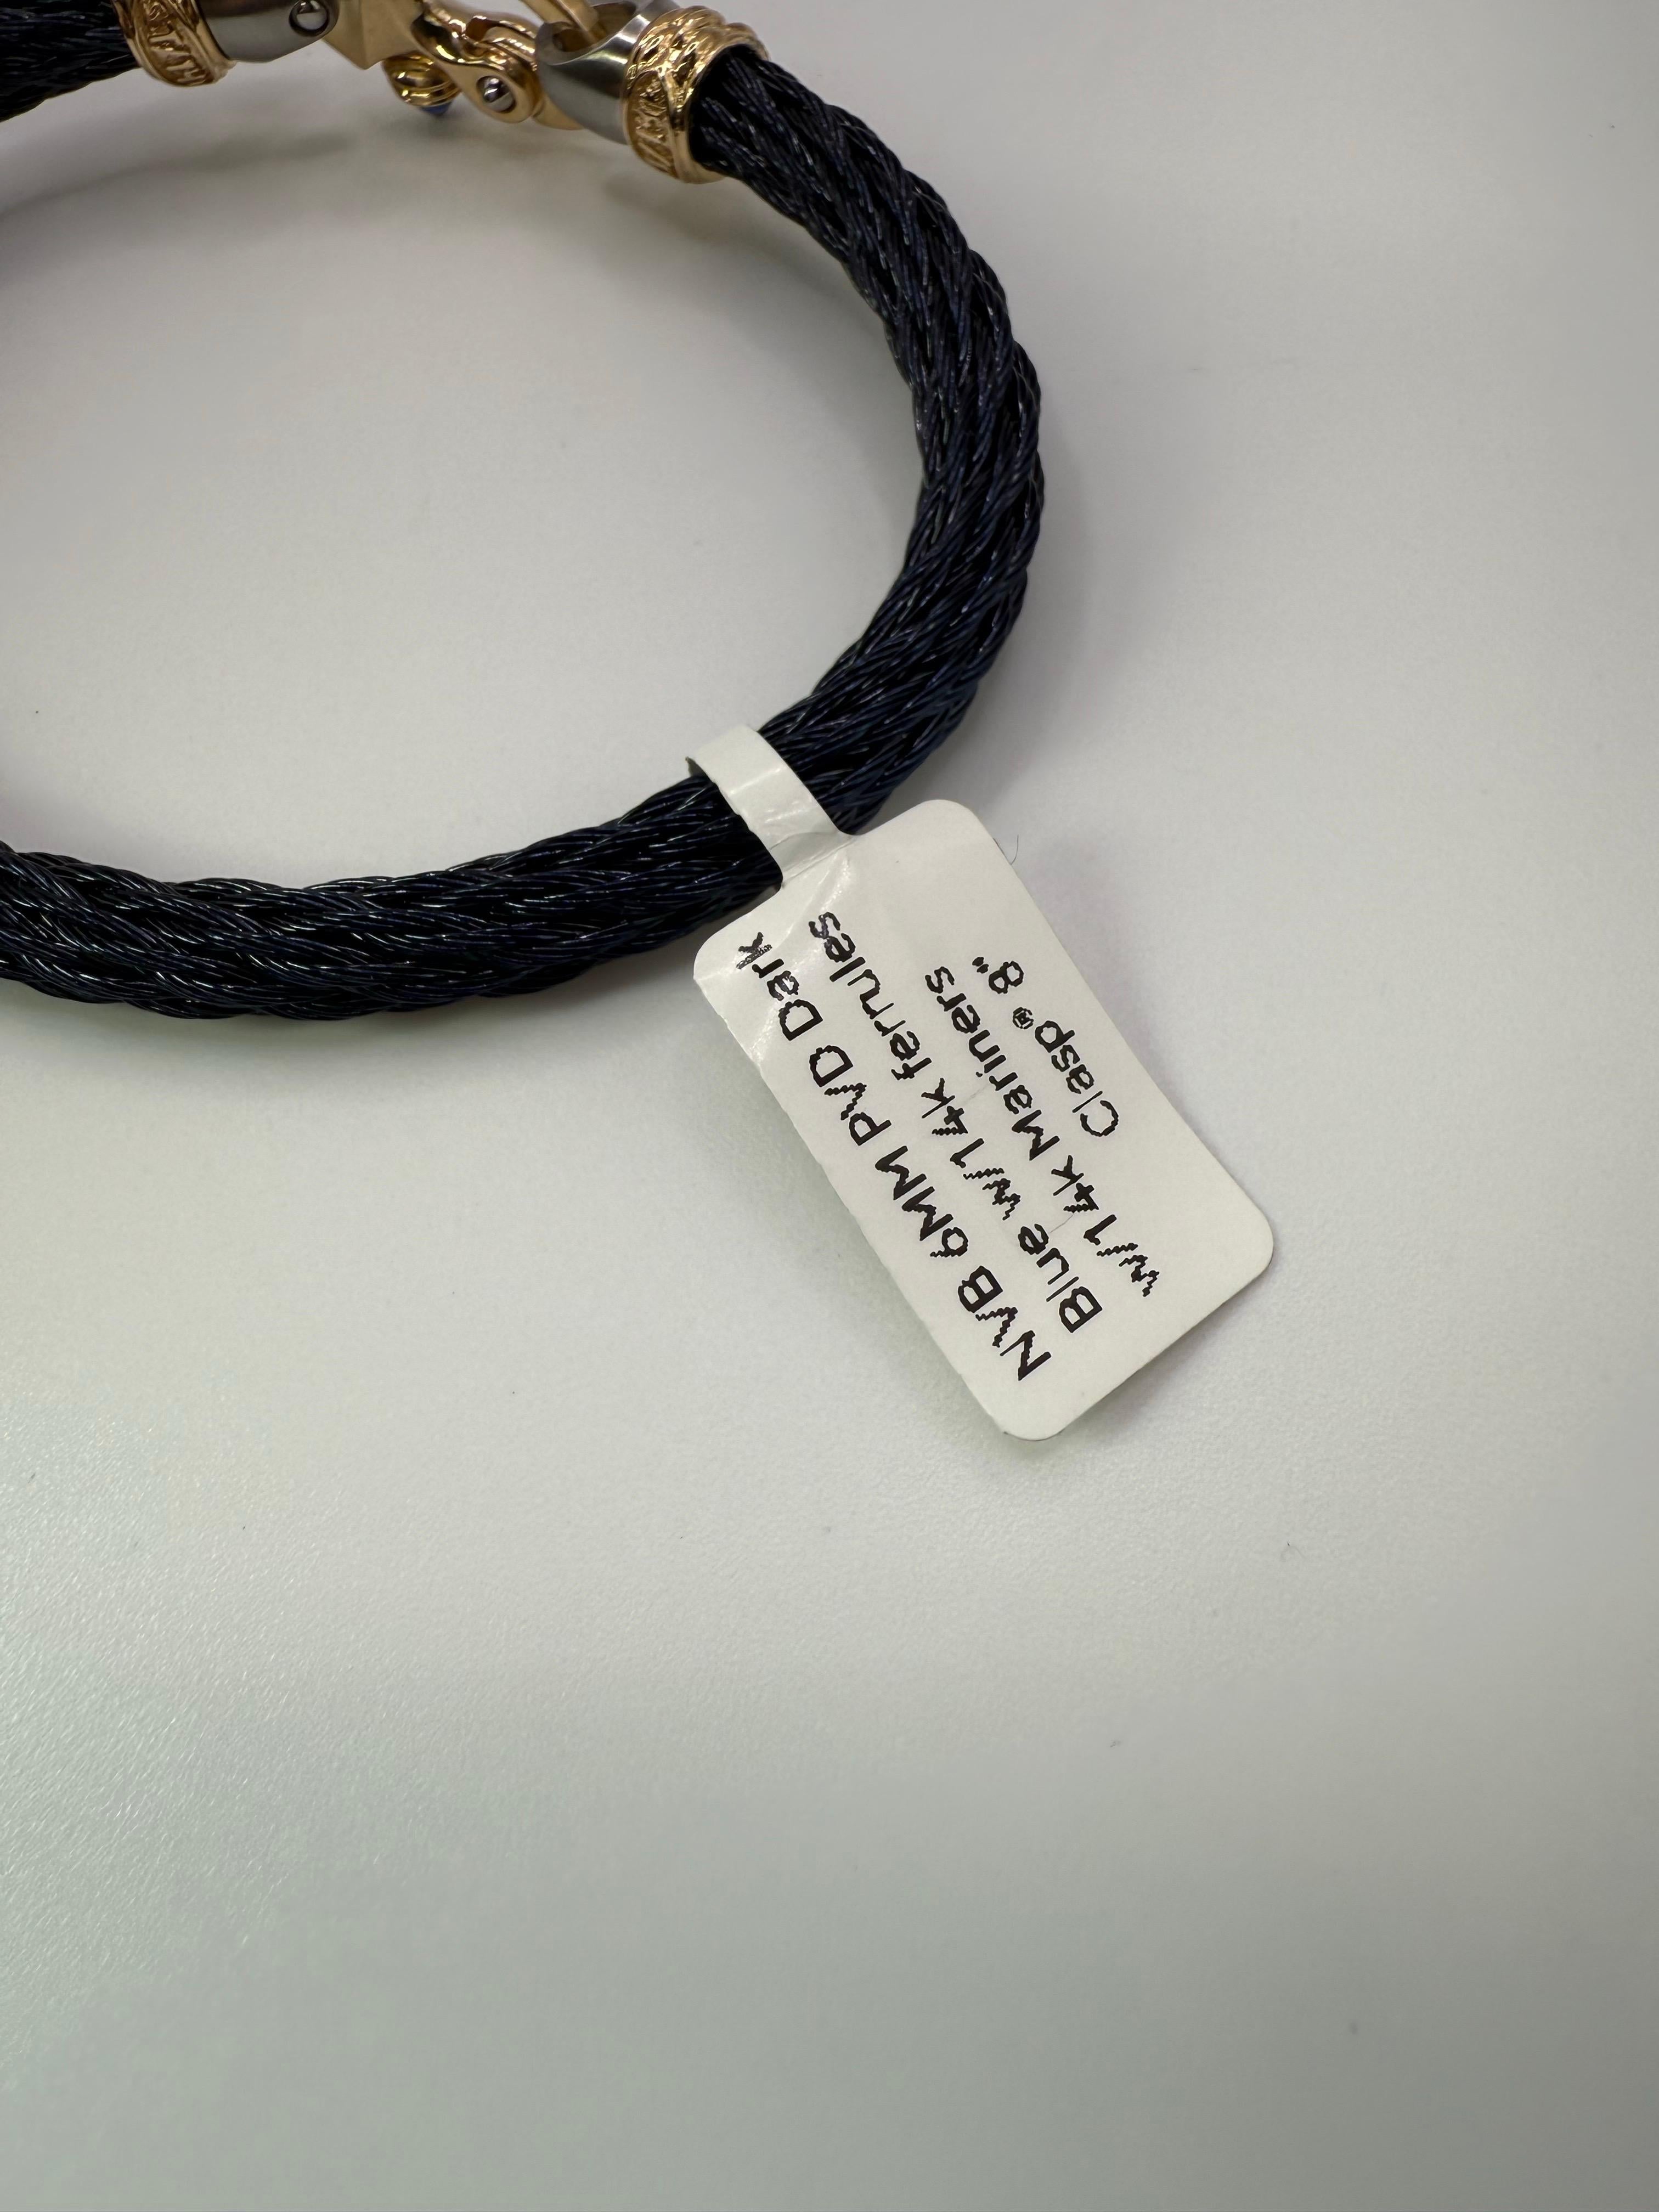 NVB 6MM PVD Dark
Blue w/14k ferrules
w/14k Mariners
Clasp® 8"